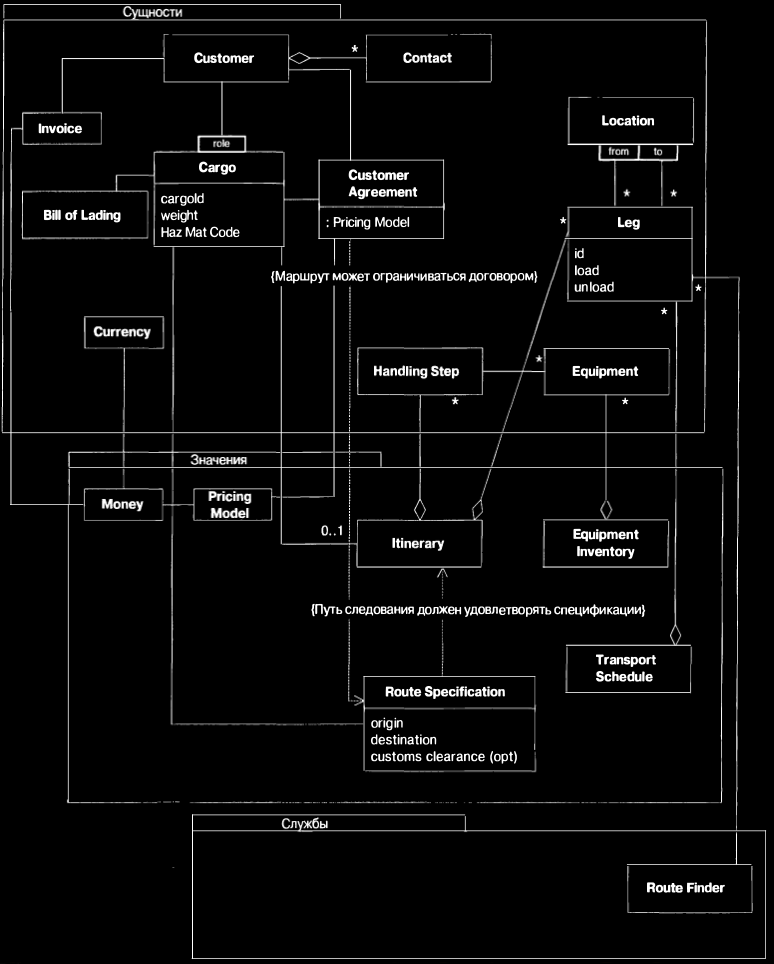 Сущности
Customer
*
Contact
Invoice
role
Location
from
to
Cargo
cargoId
weight
Haz Mat Code
Customer
Agreement
: Pricing Model
Bill of Lading
*
*
*
Leg
id
load
unload
*
*
{Маршрут может ограничиваться договором}
Currency
Handling Step
*
*
Equipment
*
Значения
Money
Pricing
Model
0..1
Itinerary
Equipment
Inventory
{Путь следования должен удовлетворять спецификации}
Transport
Schedule
Route Specification
origin
destination
customs clearance (opt)
Службы
Route Finder